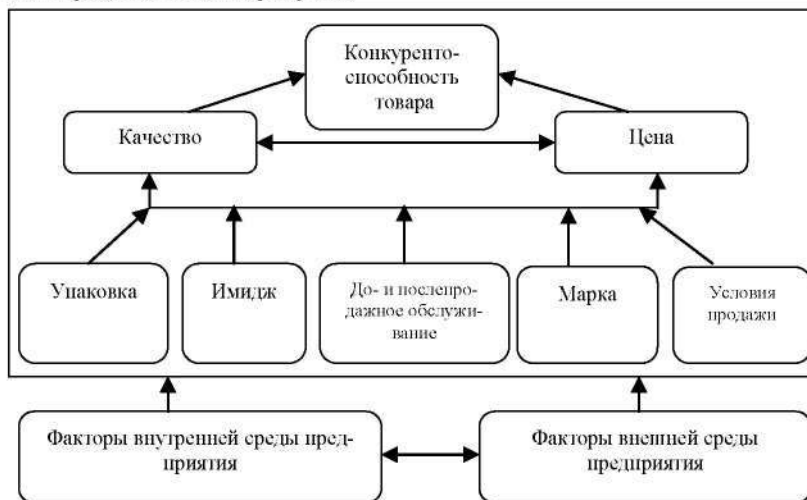 Конкуренто-
способность
товара
Качество
Цена
Упаковка
Имидж
До- и послепро-
дажное обслужи-
вание
Марка
Условия
продажи
Факторы внутренней среды пред-
приятия
Факторы внешней среды
предприятия